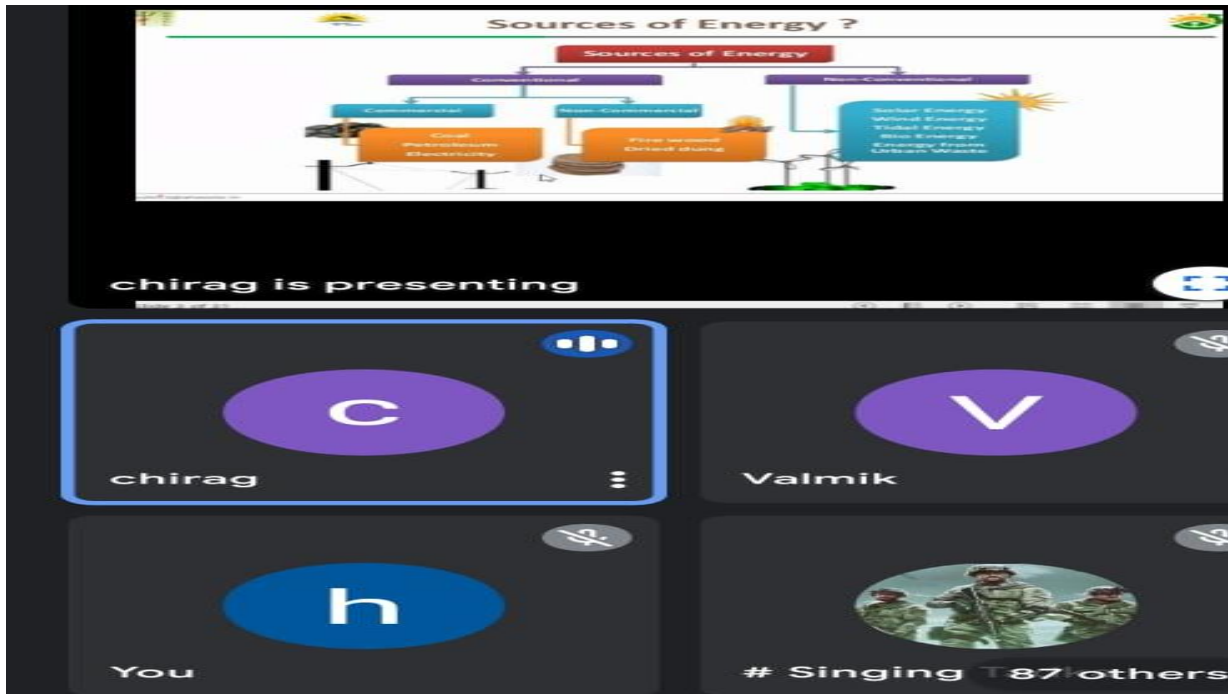 Sources of Energy ?
Sources of Energy
Conventional
Non-Conventional
Commercial
Non-Commercial
Coal
Petroleum
Electricity
Fire wood
Dried dung
Solar Energy
Wind Energy
Tidal Energy
Bio Energy
Energy from
Urban Waste
chirag is presenting
c
chirag
V
Valmik
h
You
# Singing
87 others